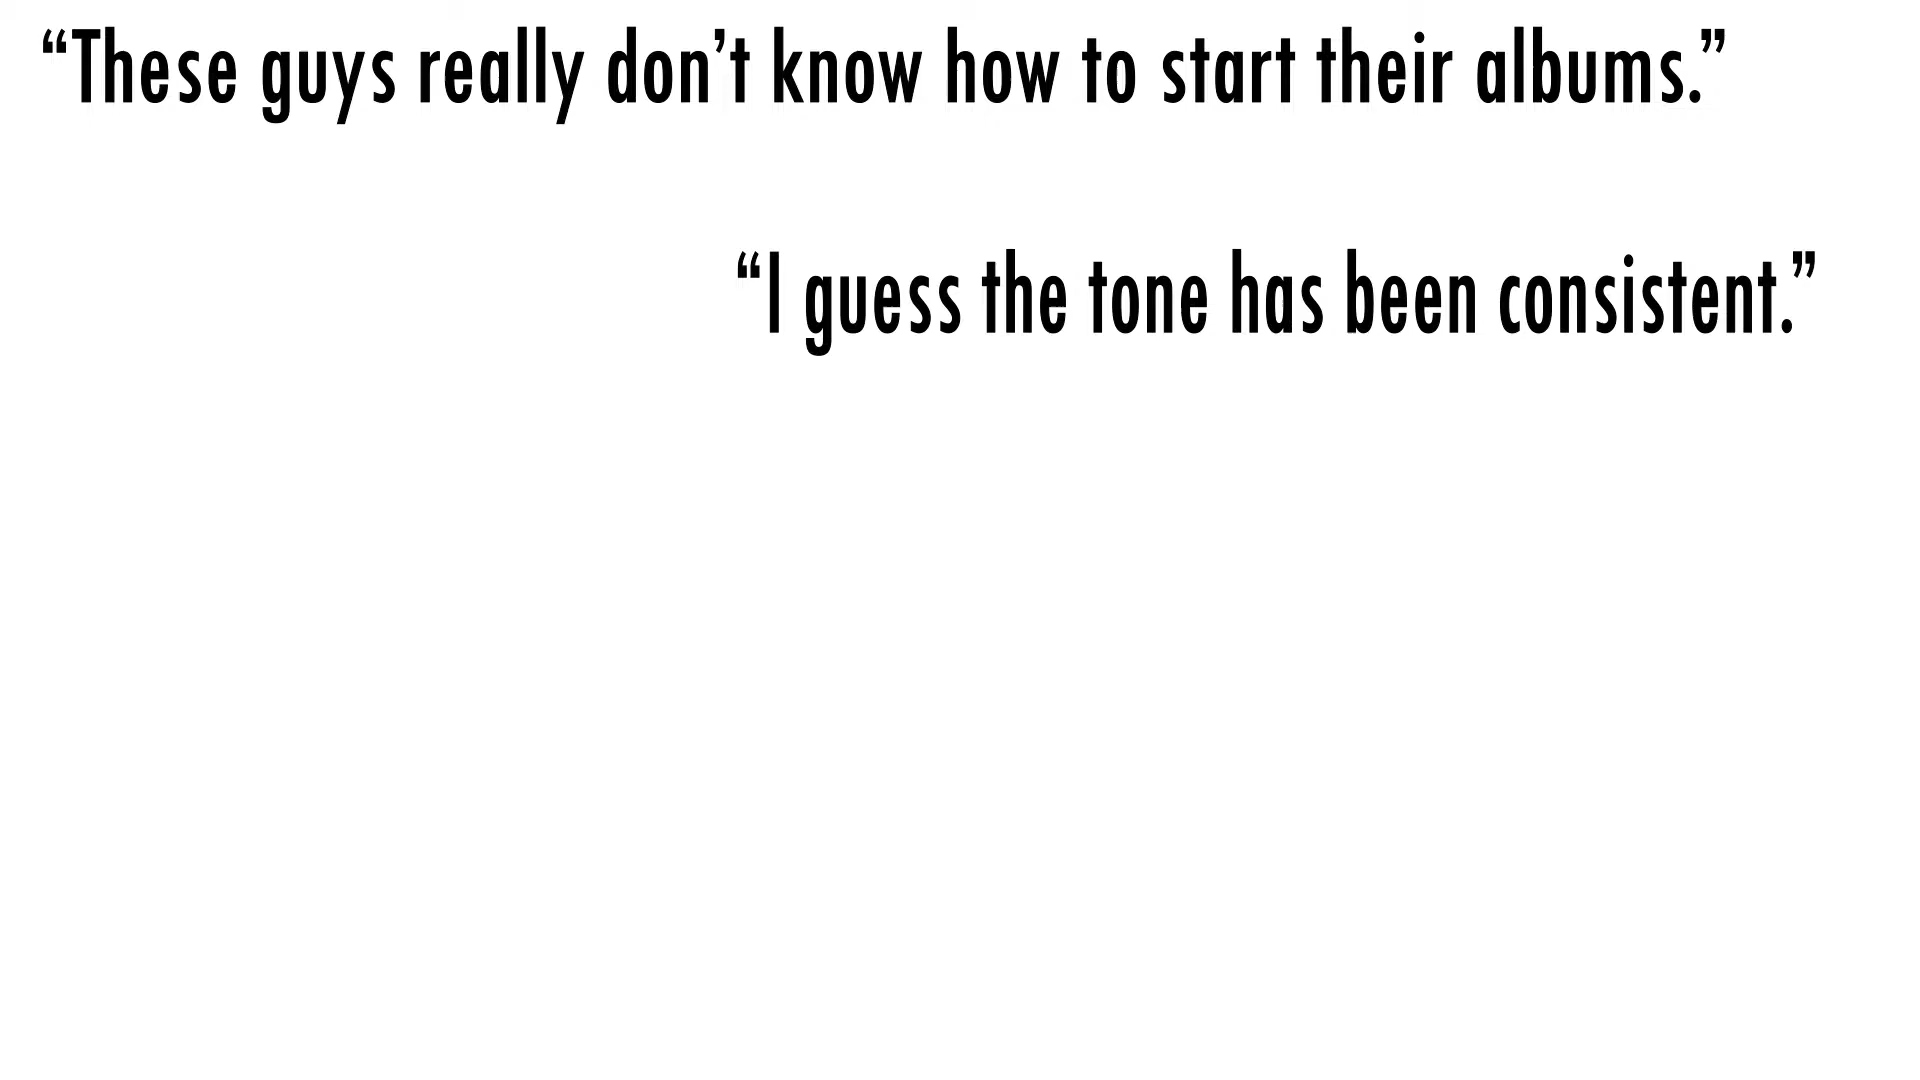 “These guys really don’t know how to start their albums.”
“I guess the tone has been consistent.”